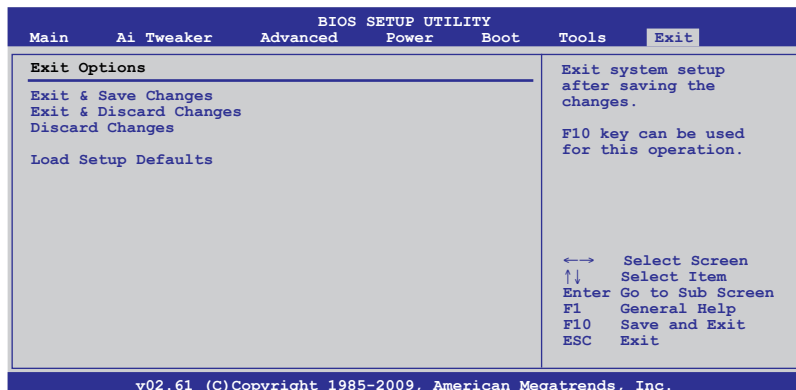 BIOS SETUP UTILITY
Main Ai Tweaker Advanced Power Boot Tools Exit
Exit Options
Exit & Save Changes
Exit & Discard Changes
Discard Changes
Load Setup Defaults
Exit system setup
after saving the
changes.
F10 key can be used
for this operation.
←→ Select Screen
↑↓ Select Item
Enter Go to Sub Screen
F1 General Help
F10 Save and Exit
ESC Exit
v02.61 (C)Copyright 1985-2009, American Megatrends, Inc.